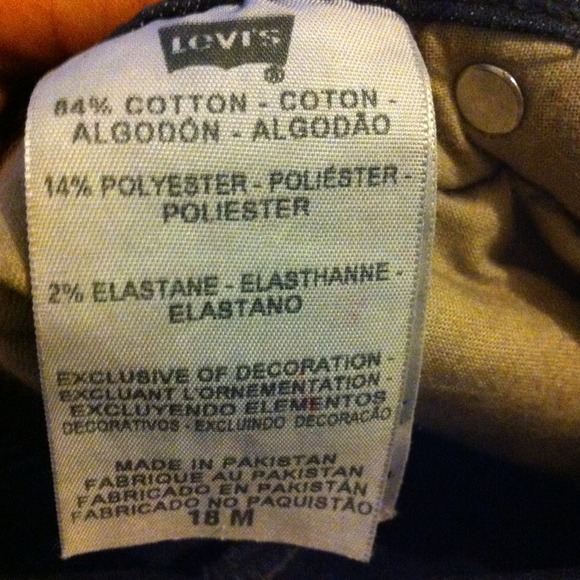 Levi's
®
84% COTTON - COTON -
ALGODÓN - ALGODÃO
14% POLYESTER - POLIÉSTER -
POLIESTER
2% ELASTANE - ELASTHANNE -
ELASTANO
EXCLUSIVE OF DECORATION -
EXCLUANT L'ORNEMENTATION -
EXCLUYENDO ELEMENTOS
DECORATIVOS - EXCLUINDO DECORAÇÃO
MADE IN PAKISTAN
FABRIQUE AU PAKISTAN
FABRICADO EN PAKISTÁN
FABRICADO NO PAQUISTÃO
18 M